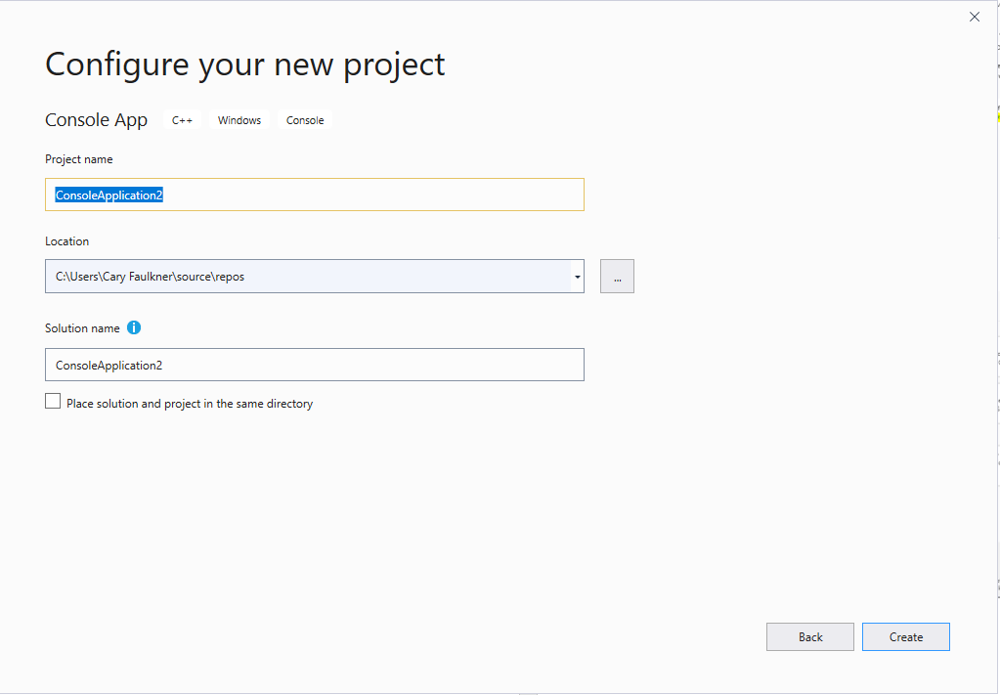 Configure your new project
Console App C++ Windows Console
Project name
ConsoleApplication2
Location
C:\Users\Cary Faulkner\source\repos
...
Solution name i
ConsoleApplication2
Place solution and project in the same directory
Back Create